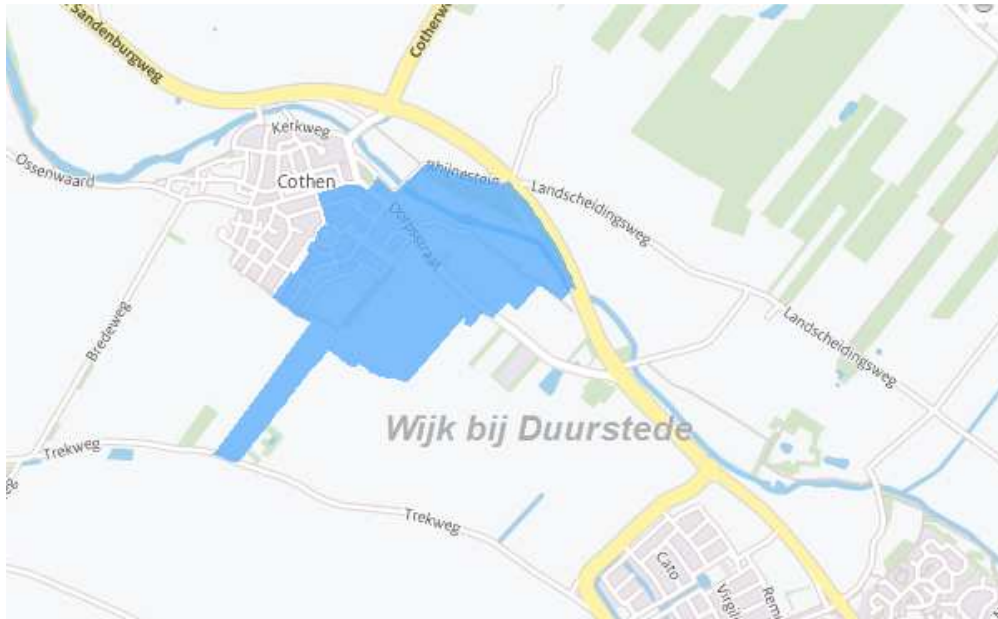 Sandenburgweg
Cotherw
Kerkweg
Ossenwaard
Cothen
Rhijnestein
Landscheidingsweg
Dorpsstraat
Bredeweg
Landscheidingsweg
Wijk bij Duurstede
Trekweg
Trekweg
Cato
Virgil
Rem